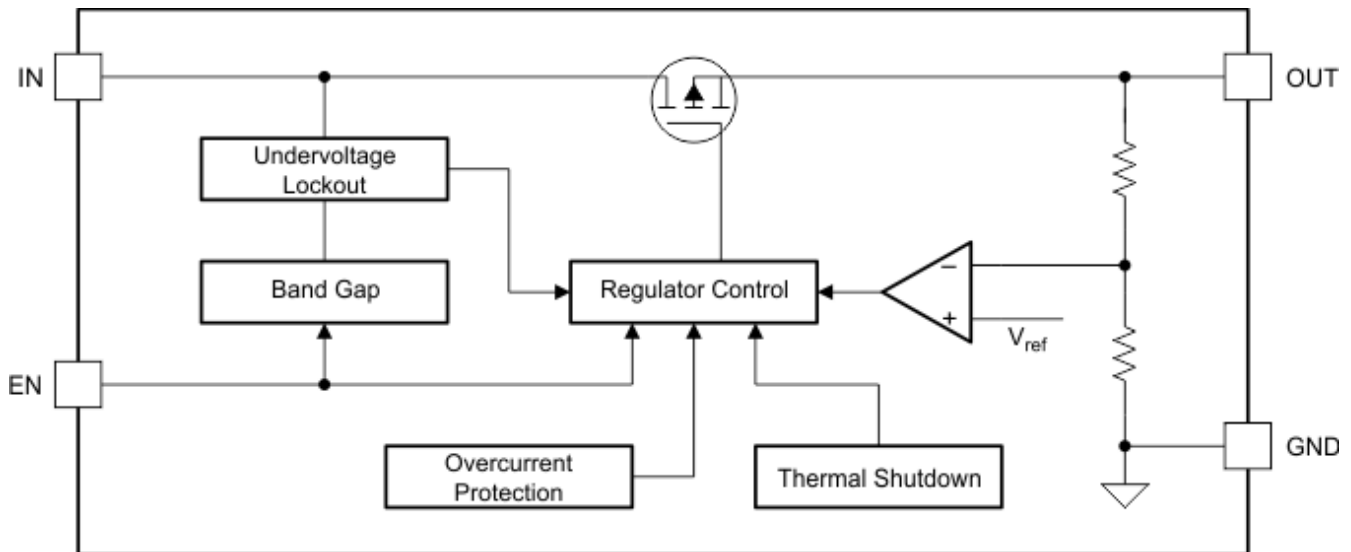 IN
OUT
Undervoltage
Lockout
Band Gap
Regulator Control
−
+
Vref
EN
GND
Overcurrent
Protection
Thermal Shutdown